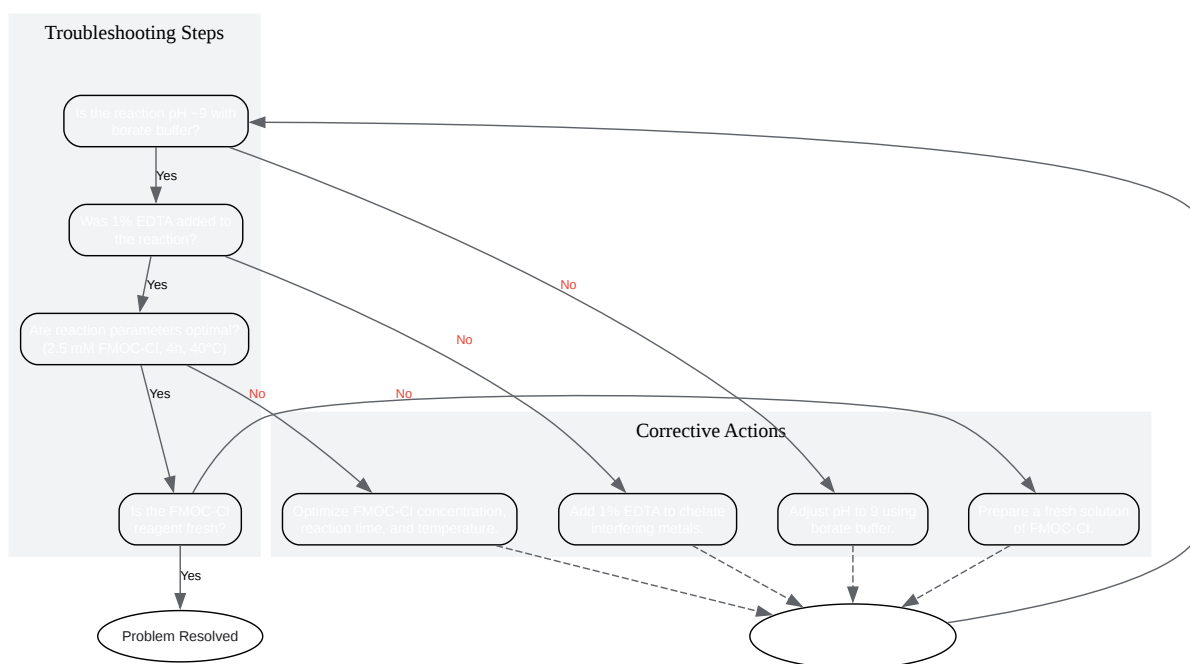 Troubleshooting Steps
Is the reaction pH ~9 with
borate buffer?
Yes
Was 1% EDTA added to
the reaction?
Yes
No
No
Are reaction parameters optimal?
(2.5 mM FMOC-Cl, 4h, 40°C)
Yes
No
No
Corrective Actions
Is the FMOC-Cl
reagent fresh?
Optimize FMOC-Cl concentration,
reaction time, and temperature.
Add 1% EDTA to chelate
interfering metals.
Adjust pH to 9 using
borate buffer.
Prepare a fresh solution
of FMOC-Cl.
Yes
Problem Resolved